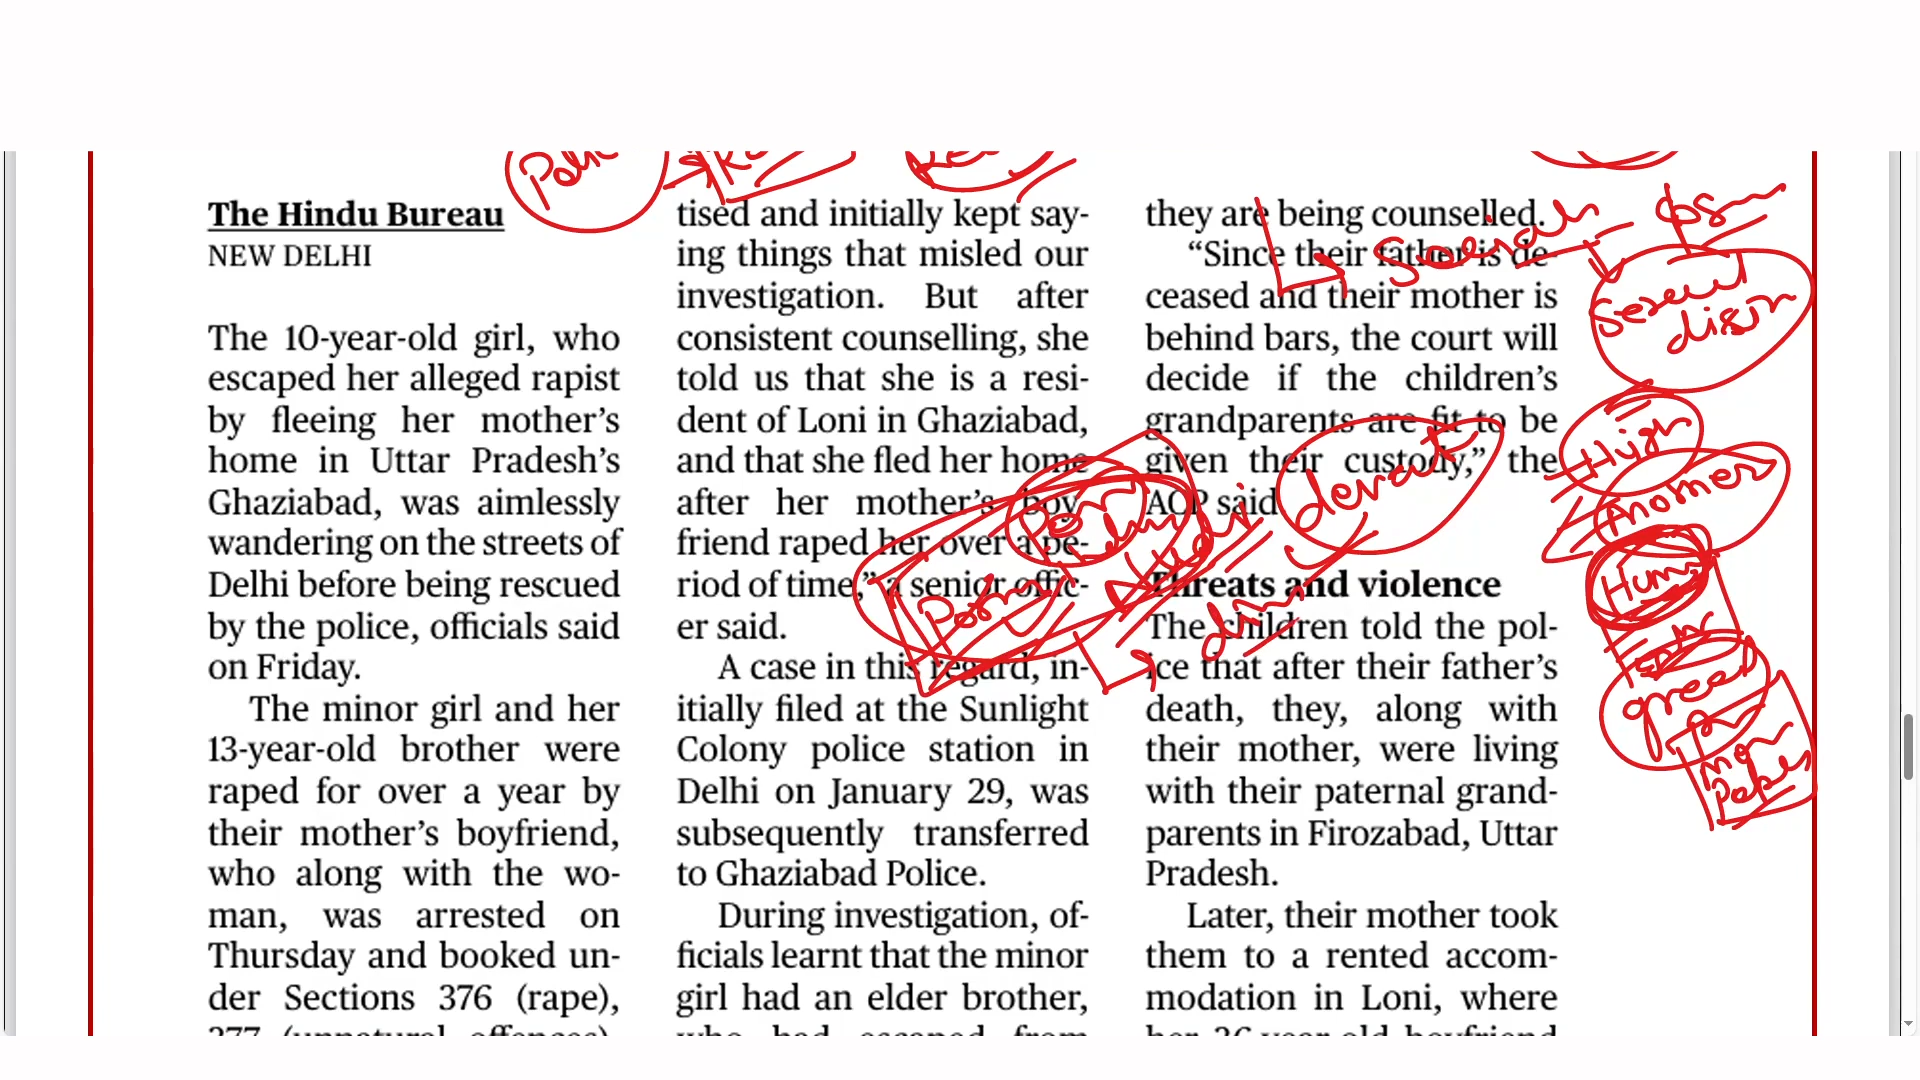 The Hindu Bureau
NEW DELHI
The 10-year-old girl, who
escaped her alleged rapist
by fleeing her mother's
home in Uttar Pradesh's
Ghaziabad, was aimlessly
wandering on the streets of
Delhi before being rescued
by the police, officials said
on Friday.
The minor girl and her
13-year-old brother were
raped for over a year by
their mother's boyfriend,
who along with the wo-
man, was arrested on
Thursday and booked un-
der Sections 376 (rape),
377 (unnatural offences),
tised and initially kept say-
ing things that misled our
investigation. But after
consistent counselling, she
told us that she is a resi-
dent of Loni in Ghaziabad,
and that she fled her home
after her mother's boy-
friend raped her over a pe-
riod of time," a senior offic-
er said.
A case in this regard, in-
itially filed at the Sunlight
Colony police station in
Delhi on January 29, was
subsequently transferred
to Ghaziabad Police.
During investigation, of-
ficials learnt that the minor
girl had an elder brother,
who had escaped from
they are being counselled.
"Since their father is de-
ceased and their mother is
behind bars, the court will
decide if the children's
grandparents are fit to be
given their custody," the
ACP said.
Threats and violence
The children told the pol-
ice that after their father's
death, they, along with
their mother, were living
with their paternal grand-
parents in Firozabad, Uttar
Pradesh.
Later, their mother took
them to a rented accom-
modation in Loni, where
her 36-year-old boyfriend